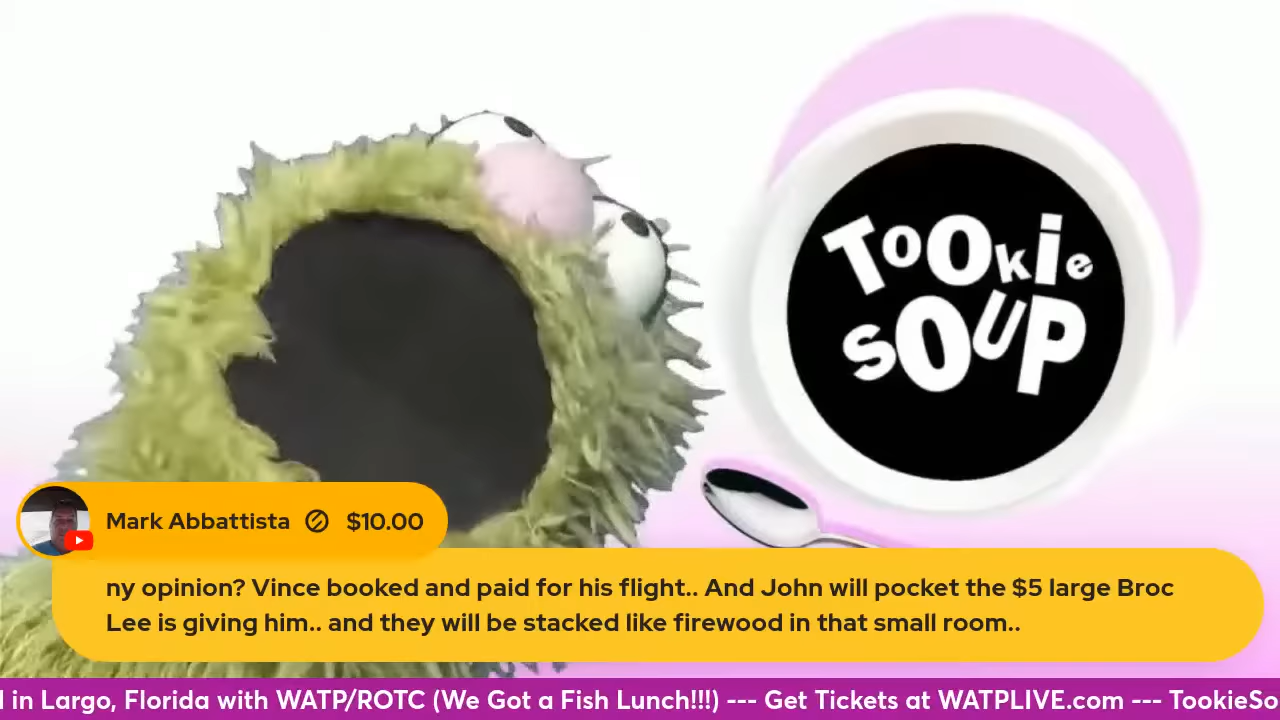 TOOKie
SOUP
Mark Abbattista $10.00
ny opinion? Vince booked and paid for his flight.. And John will pocket the $5 large Broc
Lee is giving him.. and they will be stacked like firewood in that small room..
in Largo, Florida with WATP/ROTC (We Got a Fish Lunch!!!) --- Get Tickets at WATPLIVE.com --- TookieSo